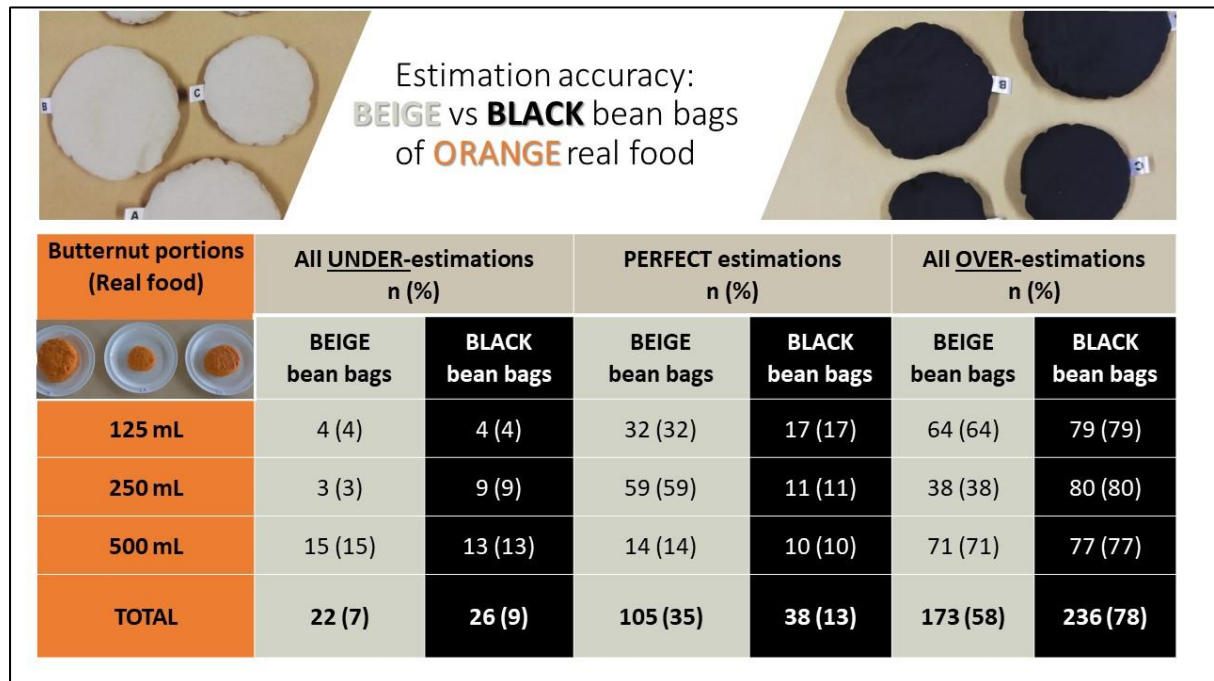 B
C
A
Estimation accuracy:
BEIGE vs BLACK bean bags
of ORANGE real food
B
C
Butternut portions
(Real food)
All UNDER-estimations
n (%)
PERFECT estimations
n (%)
All OVER-estimations
n (%)
BEIGE
bean bags
BLACK
bean bags
BEIGE
bean bags
BLACK
bean bags
BEIGE
bean bags
BLACK
bean bags
125 mL 4 (4) 4 (4) 32 (32) 17 (17) 64 (64) 79 (79)
250 mL 3 (3) 9 (9) 59 (59) 11 (11) 38 (38) 80 (80)
500 mL 15 (15) 13 (13) 14 (14) 10 (10) 71 (71) 77 (77)
TOTAL 22 (7) 26 (9) 105 (35) 38 (13) 173 (58) 236 (78)